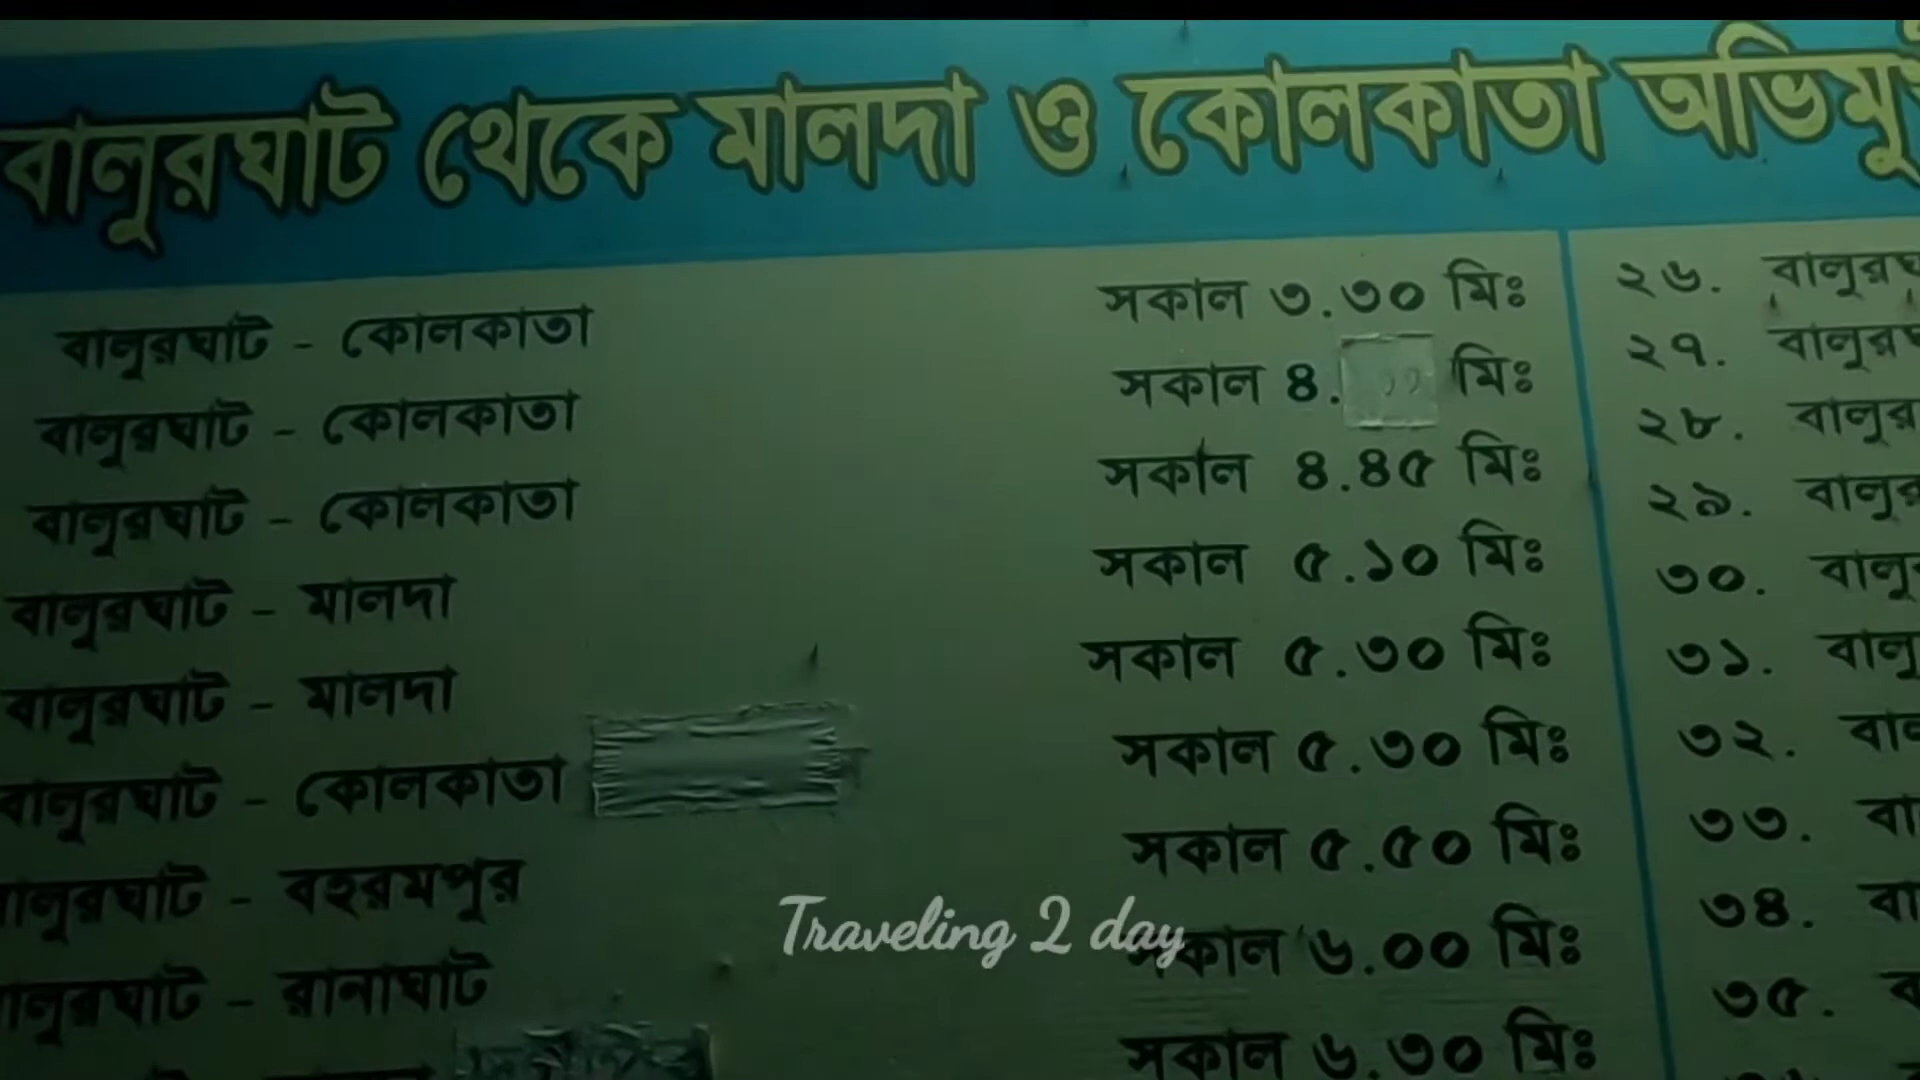 বালুরঘাট থেকে মালদা ও কোলকাতা
বালুরঘাট - কোলকাতা সকাল ৩.৩০ মিঃ ২৬.
বালুরঘাট - কোলকাতা সকাল ৪. মিঃ ২৭.
বালুরঘাট - কোলকাতা সকাল ৪.৪৫ মিঃ ২৮.
বালুরঘাট - মালদা সকাল ৫.১০ মিঃ ২৯.
বালুরঘাট - মালদা সকাল ৫.৩০ মিঃ ৩০.
বালুরঘাট - কোলকাতা সকাল ৫.৩০ মিঃ ৩১.
বালুরঘাট - বহরমপুর সকাল ৫.৫০ মিঃ ৩২.
বালুরঘাট - রানাঘাট সকাল ৬.০০ মিঃ ৩৩.
সকাল ৬.৩০ মিঃ ৩৪.
৩৫.
Traveling 2 day